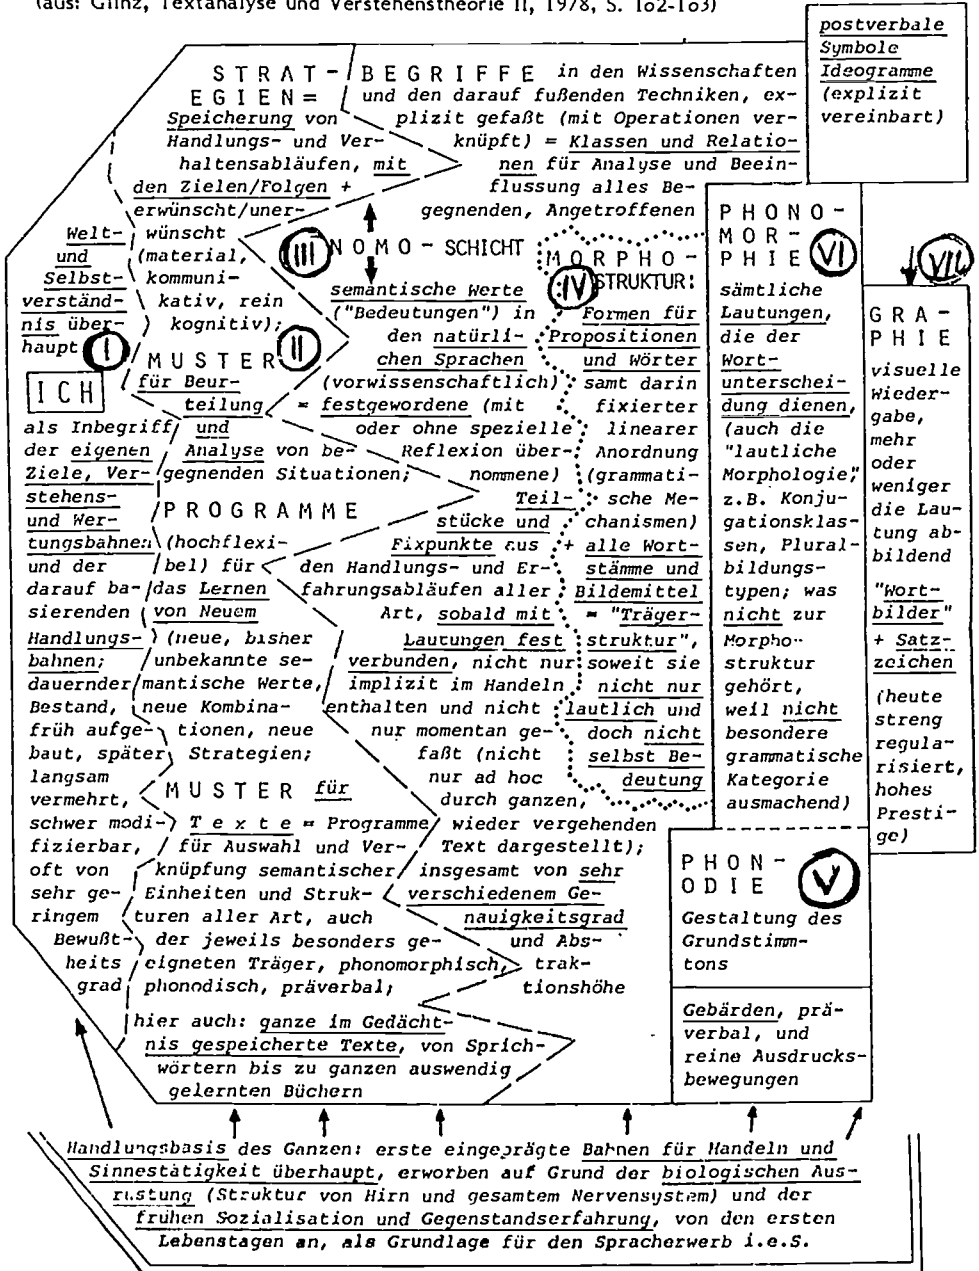 (aus: Glinz, Textanalyse und Verstehenstheorie II, 1978, S. 1o2-1o3)
postverbale
Symbole
Ideogramme
(explizit
vereinbart)
STRAT-
EGIEN=
Speicherung von
Handlungs- und Ver-
haltensabläufen, mit
den Zielen/Folgen +
erwünscht/uner-
wünscht
(material,
kommuni-
kativ, rein
kognitiv);
MUSTER
II
für Beur-
teilung
und
Analyse von be-
gegnenden Situationen;
PROGRAMME
(hochflexi-
bel) für
das Lernen
von Neuem
(neue, bisher
unbekannte se-
mantische Werte,
neue Kombina-
tionen, neue
Strategien;
MUSTER für
Texte = Programme
für Auswahl und Ver-
knüpfung semantischer
Einheiten und Struk-
turen aller Art, auch
der jeweils besonders ge-
eigneten Träger, phonomorphisch,
phonodisch, präverbal;
hier auch: ganze im Gedächt-
nis gespeicherte Texte, von Sprich-
wörtern bis zu ganzen auswendig
gelernten Büchern
BEGRIFFE in den Wissenschaften
und den darauf fußenden Techniken, ex-
plizit gefaßt (mit Operationen ver-
knüpft) = Klassen und Relatio-
nen für Analyse und Beein-
flussung alles Be-
gegnenden, Angetroffenen
Welt-
und
Selbst-
verständ-
nis über-
haupt
I
ICH
als Inbegriff
der eigenen
Ziele, Ver-
stehens-
und Wer-
tungsbahnen
und der
darauf ba-
sierenden
Handlungs-
bahnen;
dauernder
Bestand,
früh aufge-
baut, später
langsam
vermehrt,
schwer modi-
fizierbar,
oft von
sehr ge-
ringem
Bewußt-
heits
grad
III
NOMO-SCHICHT
semantische Werte
("Bedeutungen") in
den natürli-
chen Sprachen
(vorwissenschaftlich)
= festgewordene (mit
oder ohne spezielle
Reflexion über-
nommene)
Teil-
stücke und
Fixpunkte aus
den Handlungs- und Er-
fahrungsabläufen aller
Art, sobald mit
Lautungen fest
verbunden, nicht nur
implizit im Handeln
enthalten und nicht
nur momentan ge-
faßt (nicht
nur ad hoc
durch ganzen,
wieder vergehenden
Text dargestellt);
insgesamt von sehr
verschiedenem Ge-
nauigkeitsgrad
und Abs-
trak-
tionshöhe
MORPHO-
IV
STRUKTUR:
Formen für
Propositionen
und Wörter
samt darin
fixierter
linearer
Anordnung
(grammati-
sche Me-
chanismen)
+ alle Wort-
stämme und
Bildemittel
= "Träger-
struktur",
soweit sie
nicht nur
lautlich und
doch nicht
selbst Be-
deutung
PHONO-
MOR-
PHIE
VI
sämtliche
Lautungen,
die der
Wort-
unterschei-
dung dienen,
(auch die
"lautliche
Morphologie",
z.B. Konju-
gationsklas-
sen, Plural-
bildungs-
typen; was
nicht zur
Morpho-
struktur
gehört,
weil nicht
besondere
grammatische
Kategorie
ausmachend)
VII
GRA-
PHIE
visuelle
Wieder-
gabe,
mehr
oder
weniger
die Lau-
tung ab-
bildend
"Wort-
bilder"
+ Satz-
zeichen
(heute
streng
regula-
risiert,
hohes
Presti-
ge)
PHON-
ODIE
V
Gestaltung des
Grundstimm-
tons
Gebärden, prä-
verbal, und
reine Ausdrucks-
bewegungen
Handlungsbasis des Ganzen: erste eingeprägte Bahnen für Handeln und
Sinnestätigkeit überhaupt, erworben auf Grund der biologischen Aus-
rüstung (Struktur von Hirn und gesamtem Nervensystem) und der
frühen Sozialisation und Gegenstandserfahrung, von den ersten
Lebenstagen an, als Grundlage für den Spracherwerb i.e.S.